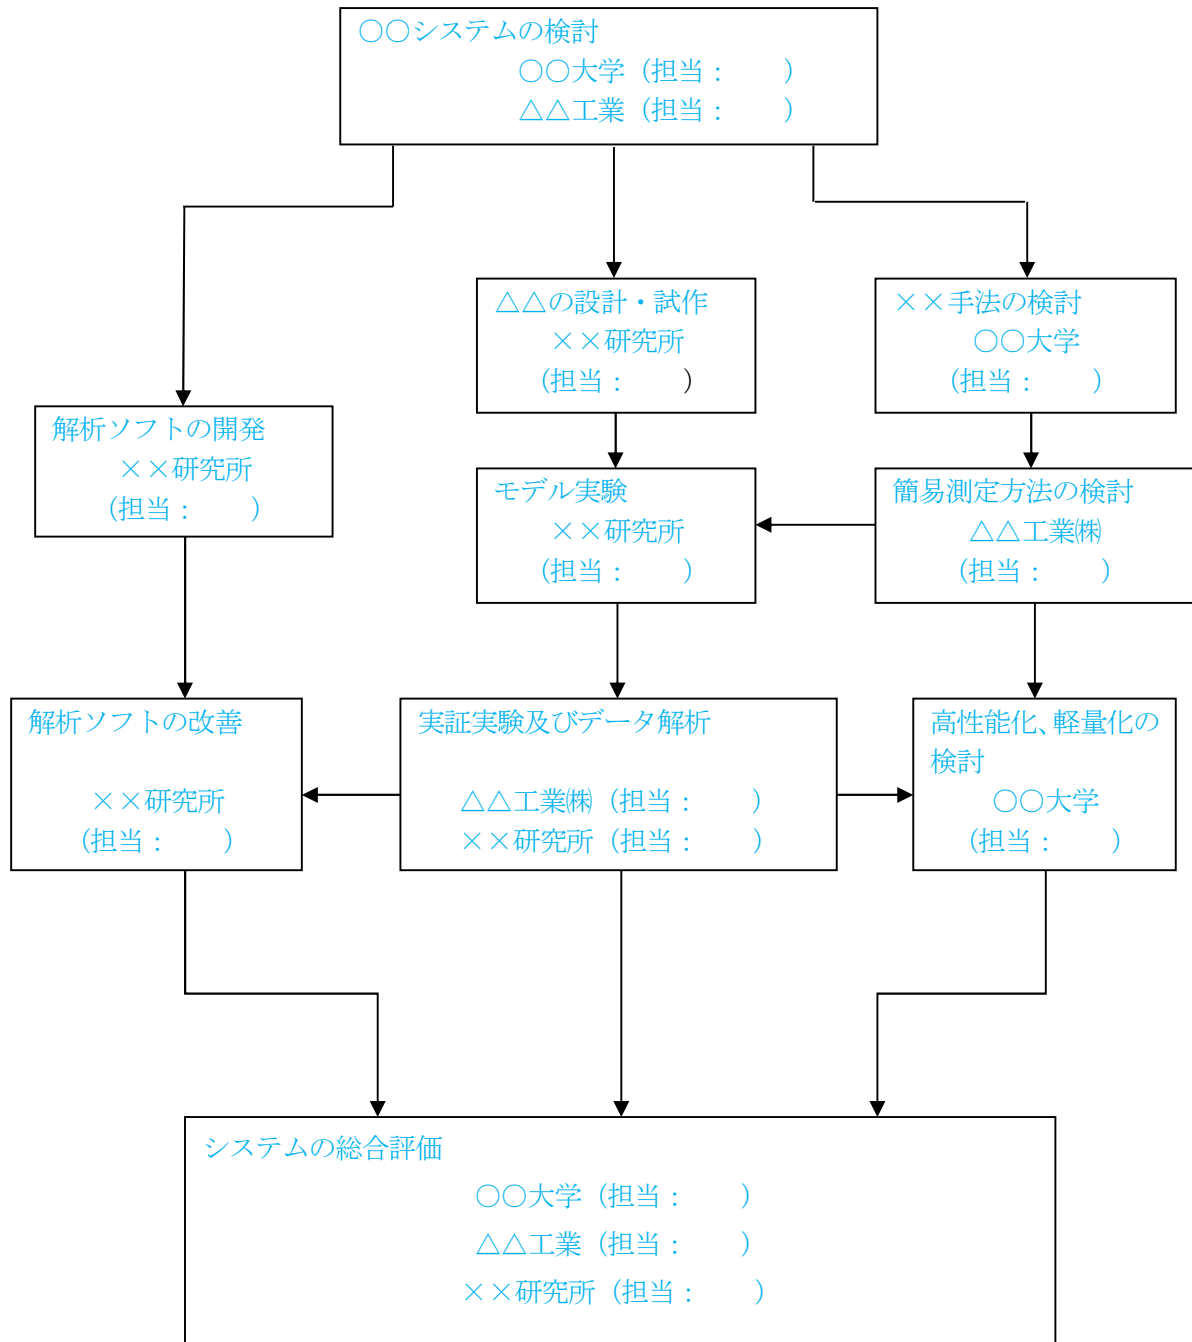 ○○システムの検討
○○大学（担当：　　）
△△工業（担当：　　）
△△の設計・試作
××研究所
（担当：　　）
××手法の検討
○○大学
（担当：　　）
解析ソフトの開発
××研究所
（担当：　　）
モデル実験
××研究所
（担当：　　）
簡易測定方法の検討
△△工業㈱
（担当：　　）
解析ソフトの改善
××研究所
（担当：　　）
実証実験及びデータ解析
△△工業㈱（担当：　　）
××研究所（担当：　　）
高性能化、軽量化の
検討
○○大学
（担当：　　）
システムの総合評価
○○大学（担当：　　）
△△工業（担当：　　）
××研究所（担当：　　）